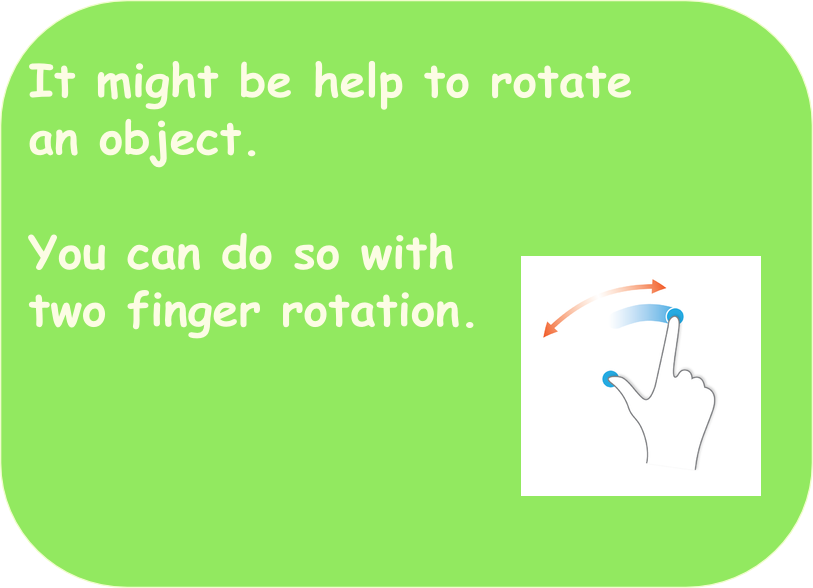 It might be help to rotate
an object.
You can do so with
two finger rotation.